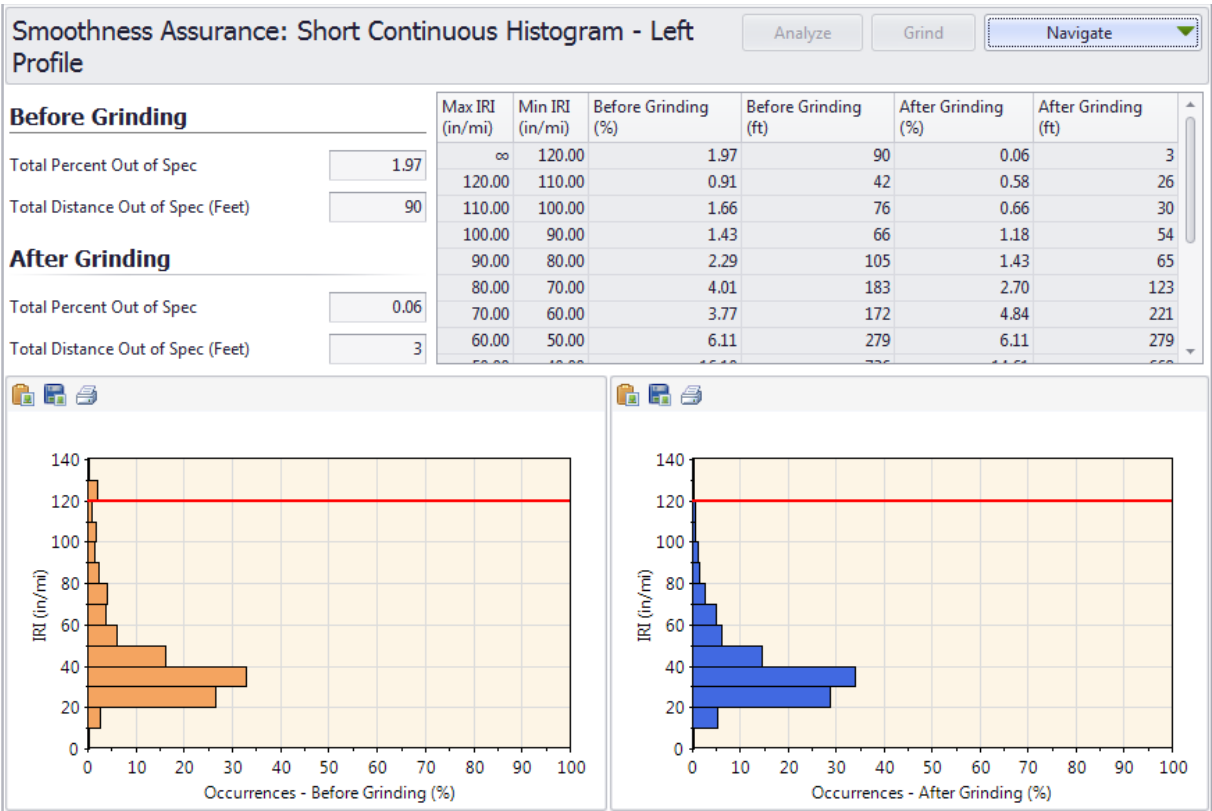 Smoothness Assurance: Short Continuous Histogram - Left
Profile
Analyze
Grind
Navigate
Before Grinding
Total Percent Out of Spec 1.97
Total Distance Out of Spec (Feet) 90
After Grinding
Total Percent Out of Spec 0.06
Total Distance Out of Spec (Feet) 3
Max IRI (in/mi) Min IRI (in/mi) Before Grinding (%) Before Grinding (ft) After Grinding (%) After Grinding (ft)
∞ 120.00 1.97 90 0.06 3
120.00 110.00 0.91 42 0.58 26
110.00 100.00 1.66 76 0.66 30
100.00 90.00 1.43 66 1.18 54
90.00 80.00 2.29 105 1.43 65
80.00 70.00 4.01 183 2.70 123
70.00 60.00 3.77 172 4.84 221
60.00 50.00 6.11 279 6.11 279
140
120
100
80
60
40
20
0
IRI (in/mi)
0 10 20 30 40 50 60 70 80 90 100
Occurrences - Before Grinding (%)
140
120
100
80
60
40
20
0
IRI (in/mi)
0 10 20 30 40 50 60 70 80 90 100
Occurrences - After Grinding (%)